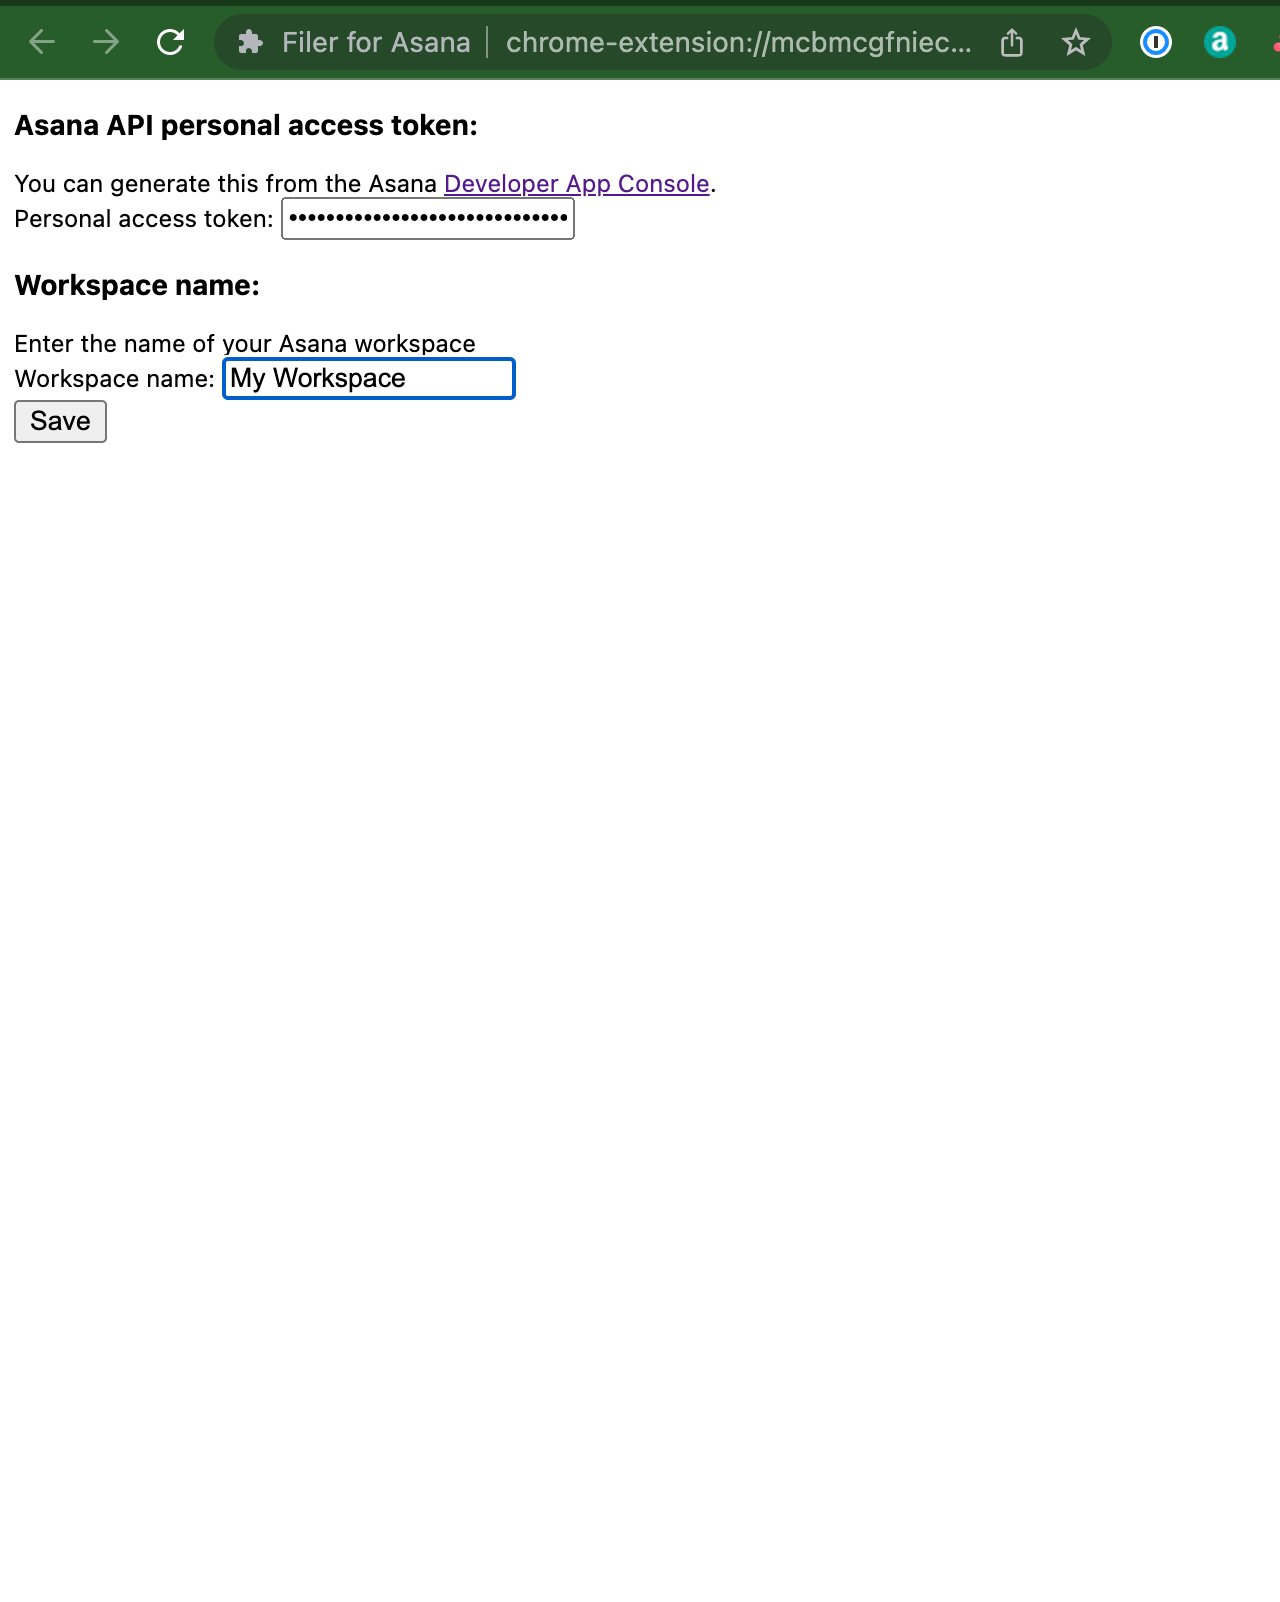 Filer for Asana | chrome-extension://mcbmcgfniec...
Asana API personal access token:
You can generate this from the Asana Developer App Console.
Personal access token: ••••••••••••••••••••••••••••••
Workspace name:
Enter the name of your Asana workspace
Workspace name: My Workspace
Save